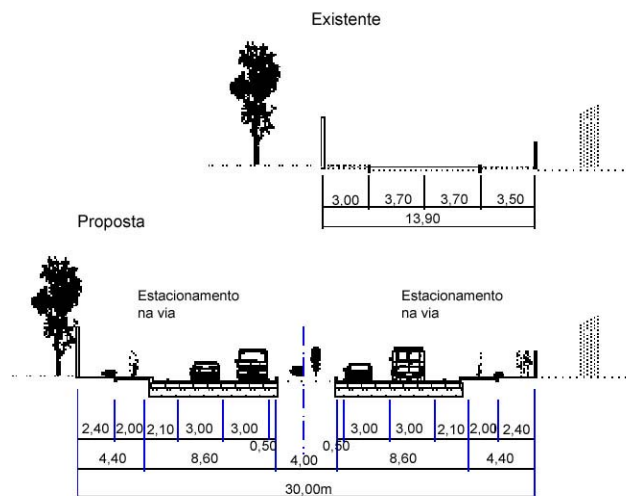 Existente
3,00 3,70 3,70 3,50
13,90
Proposta
Estacionamento
na via
Estacionamento
na via
2,40 2,00 2,10 3,00 3,00 0,50 0,50 3,00 3,00 2,10 2,00 2,40
4,40 8,60 4,00 8,60 4,40
30,00m